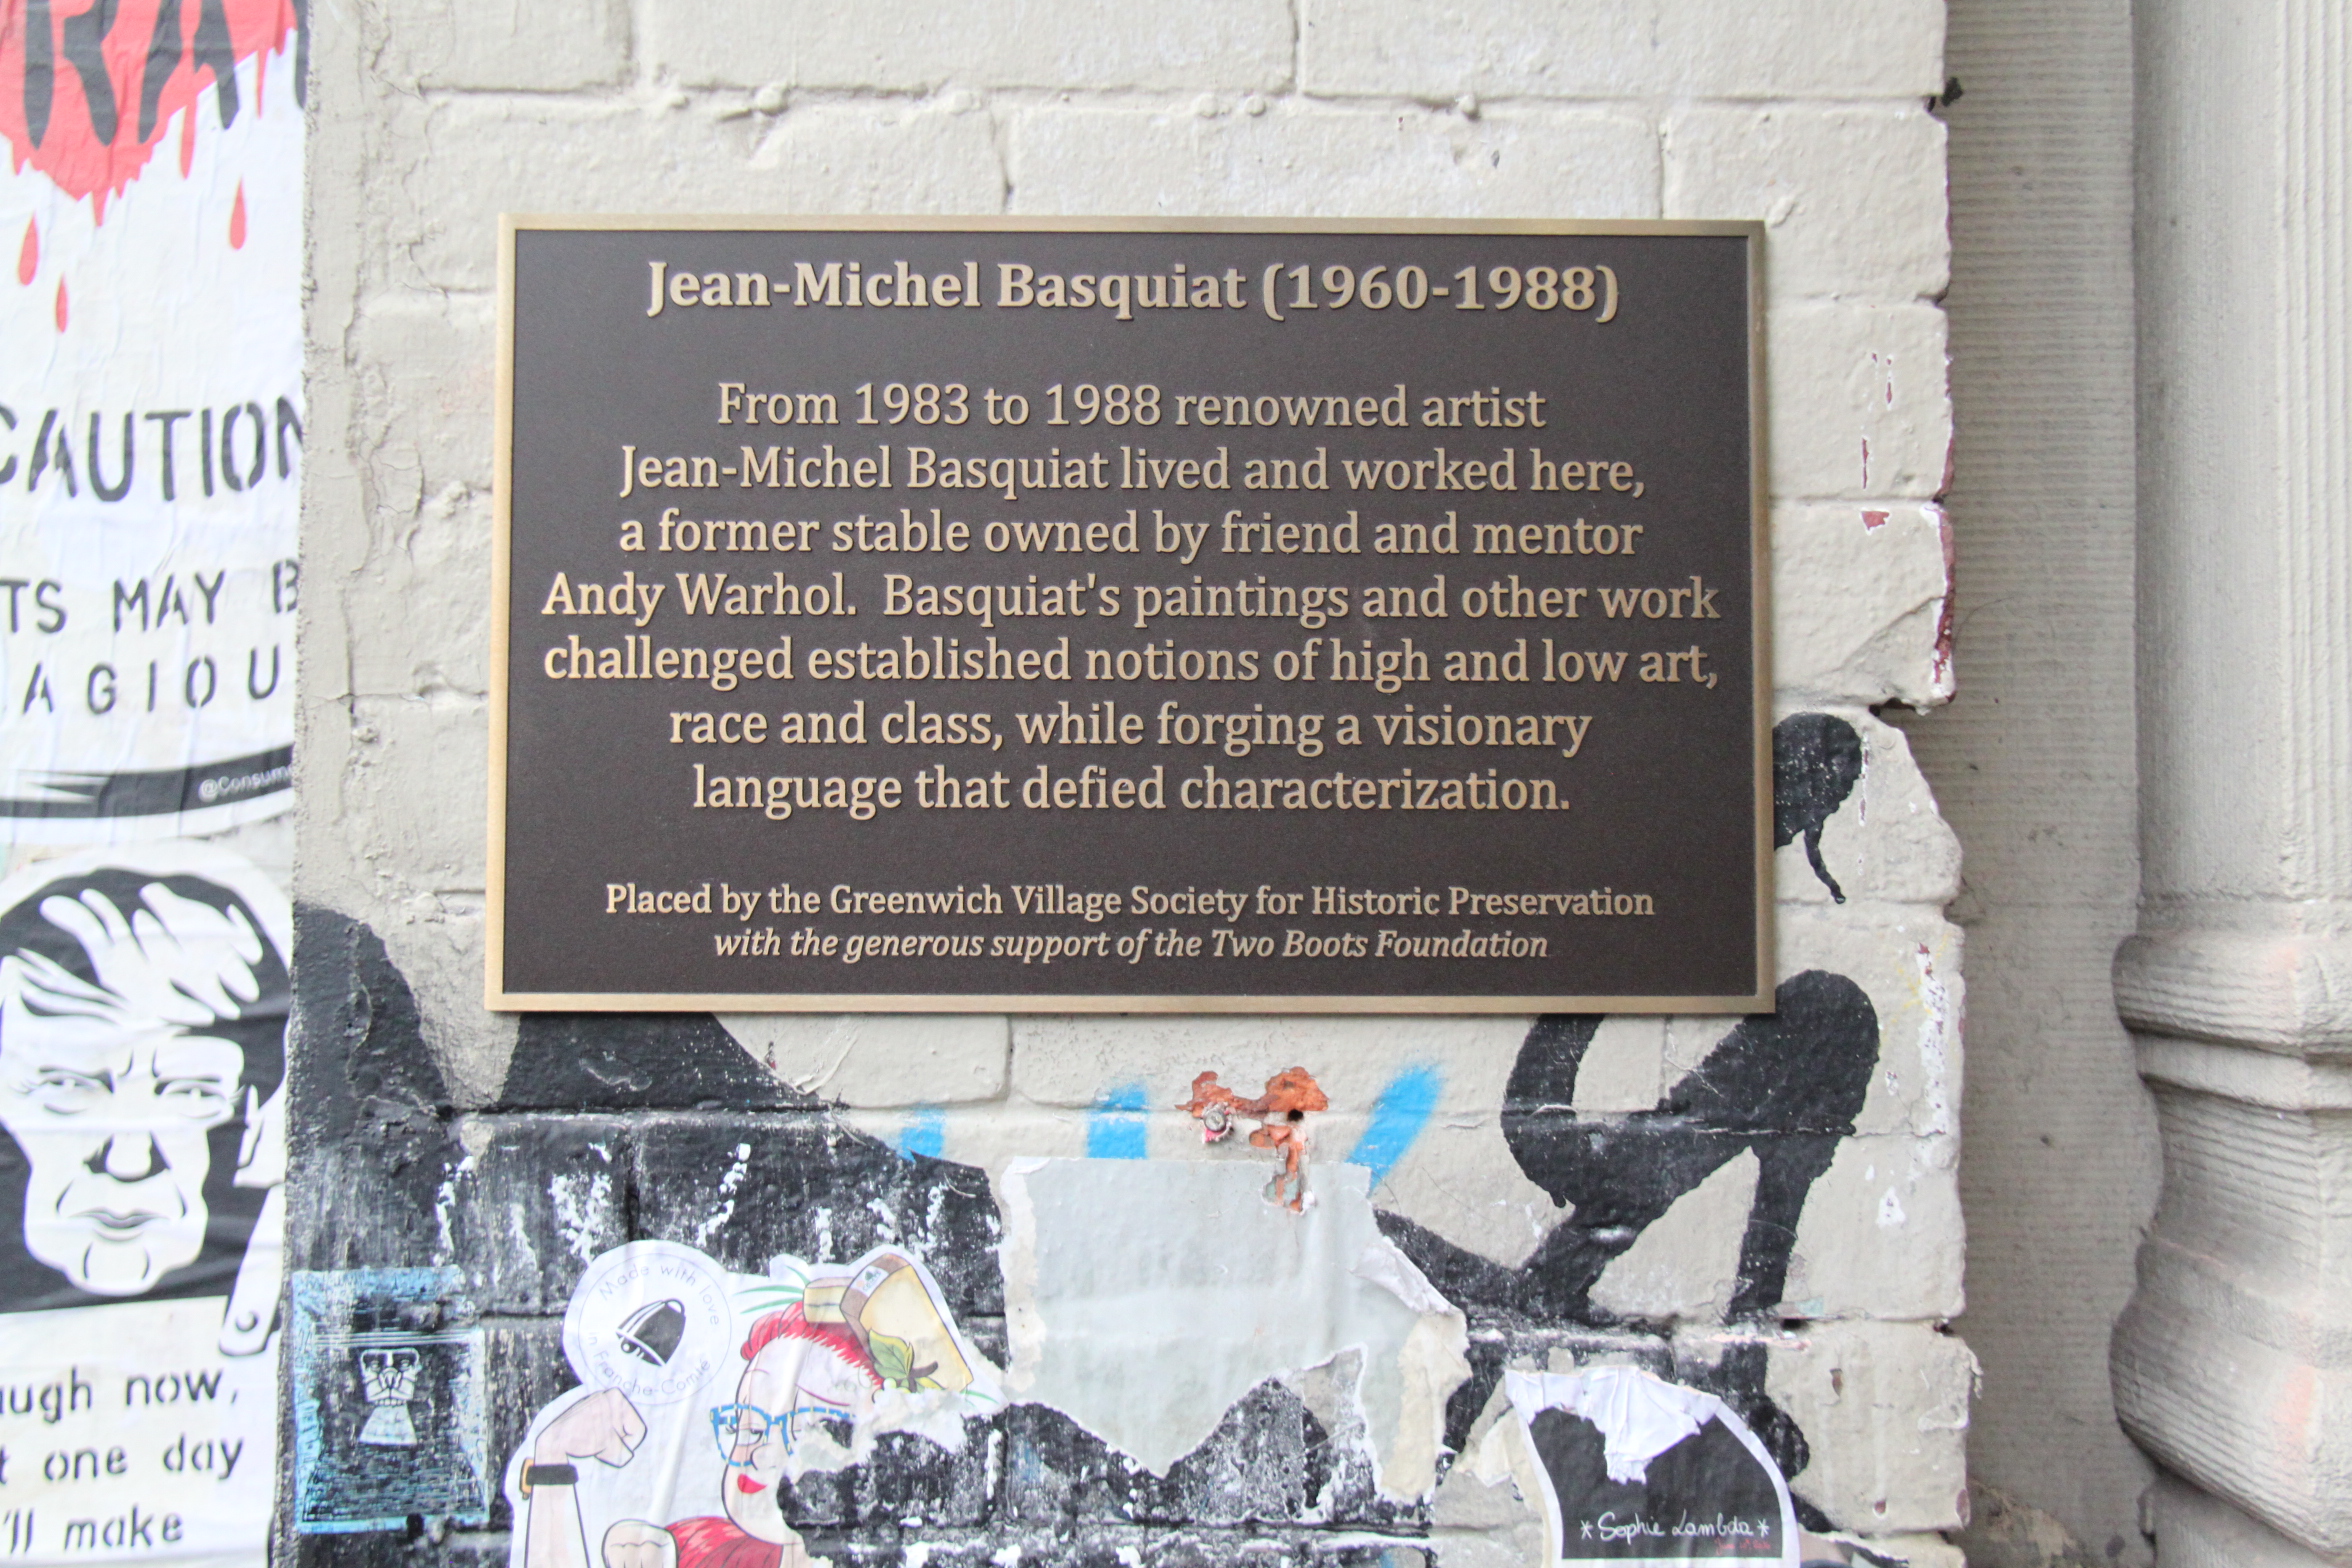 RA
CAUTION
TS MAY B
AGIOU
@Consum
Jean-Michel Basquiat (1960-1988)
From 1983 to 1988 renowned artist
Jean-Michel Basquiat lived and worked here,
a former stable owned by friend and mentor
Andy Warhol. Basquiat's paintings and other work
challenged established notions of high and low art,
race and class, while forging a visionary
language that defied characterization.
Placed by the Greenwich Village Society for Historic Preservation
with the generous support of the Two Boots Foundation
augh now,
t one day
'll make
Made with love
in Franche-Comté
* Sophie Lambda *